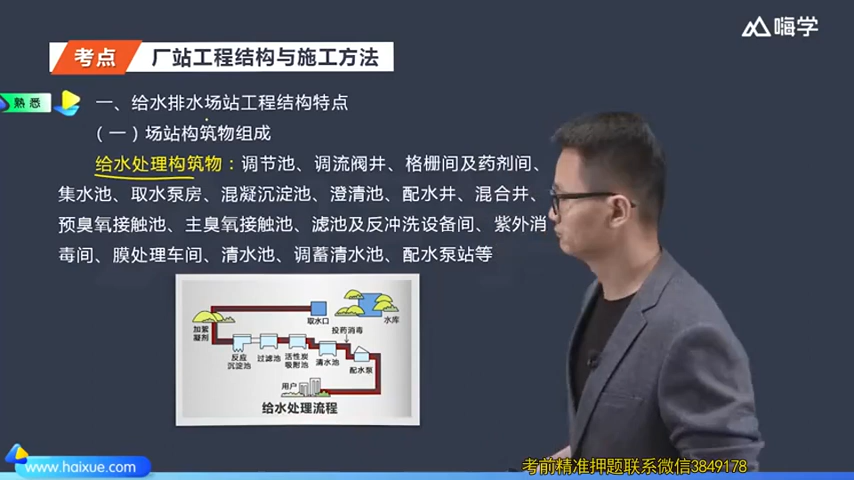 考点 厂站工程结构与施工方法
嗨学
熟悉
一、给水排水场站工程结构特点
（一）场站构筑物组成
给水处理构筑物：调节池、调流阀井、格栅间及药剂间、
集水池、取水泵房、混凝沉淀池、澄清池、配水井、混合井、
预臭氧接触池、主臭氧接触池、滤池及反冲洗设备间、紫外消
毒间、膜处理车间、清水池、调蓄清水池、配水泵站等
取水口
水库
加絮
凝剂
投药消毒
反应
沉淀池
过滤池
活性炭
吸附池
清水池
配水泵
用户
给水处理流程
www.haixue.com
考前精准押题联系微信3849178